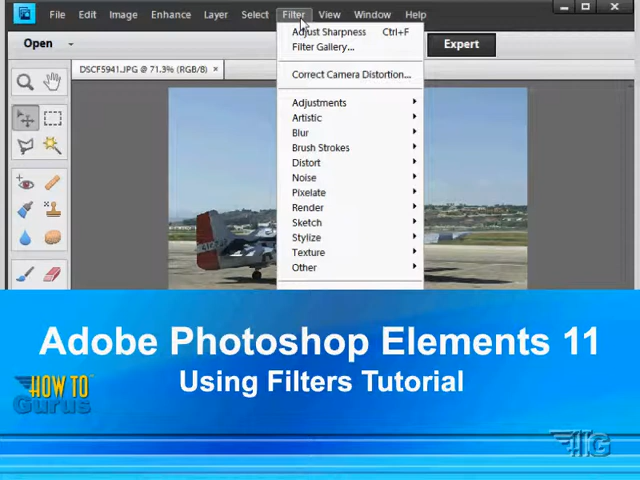 File Edit Image Enhance Layer Select Filter View Window Help
Open
Expert
DSCF5941.JPG @ 71.3% (RGB/8) ×
Adjust Sharpness Ctrl+F
Filter Gallery...
Correct Camera Distortion...
Adjustments
Artistic
Blur
Brush Strokes
Distort
Noise
Pixelate
Render
Sketch
Stylize
Texture
Other
Adobe Photoshop Elements 11
Using Filters Tutorial
HOW TO
Gurus
HG